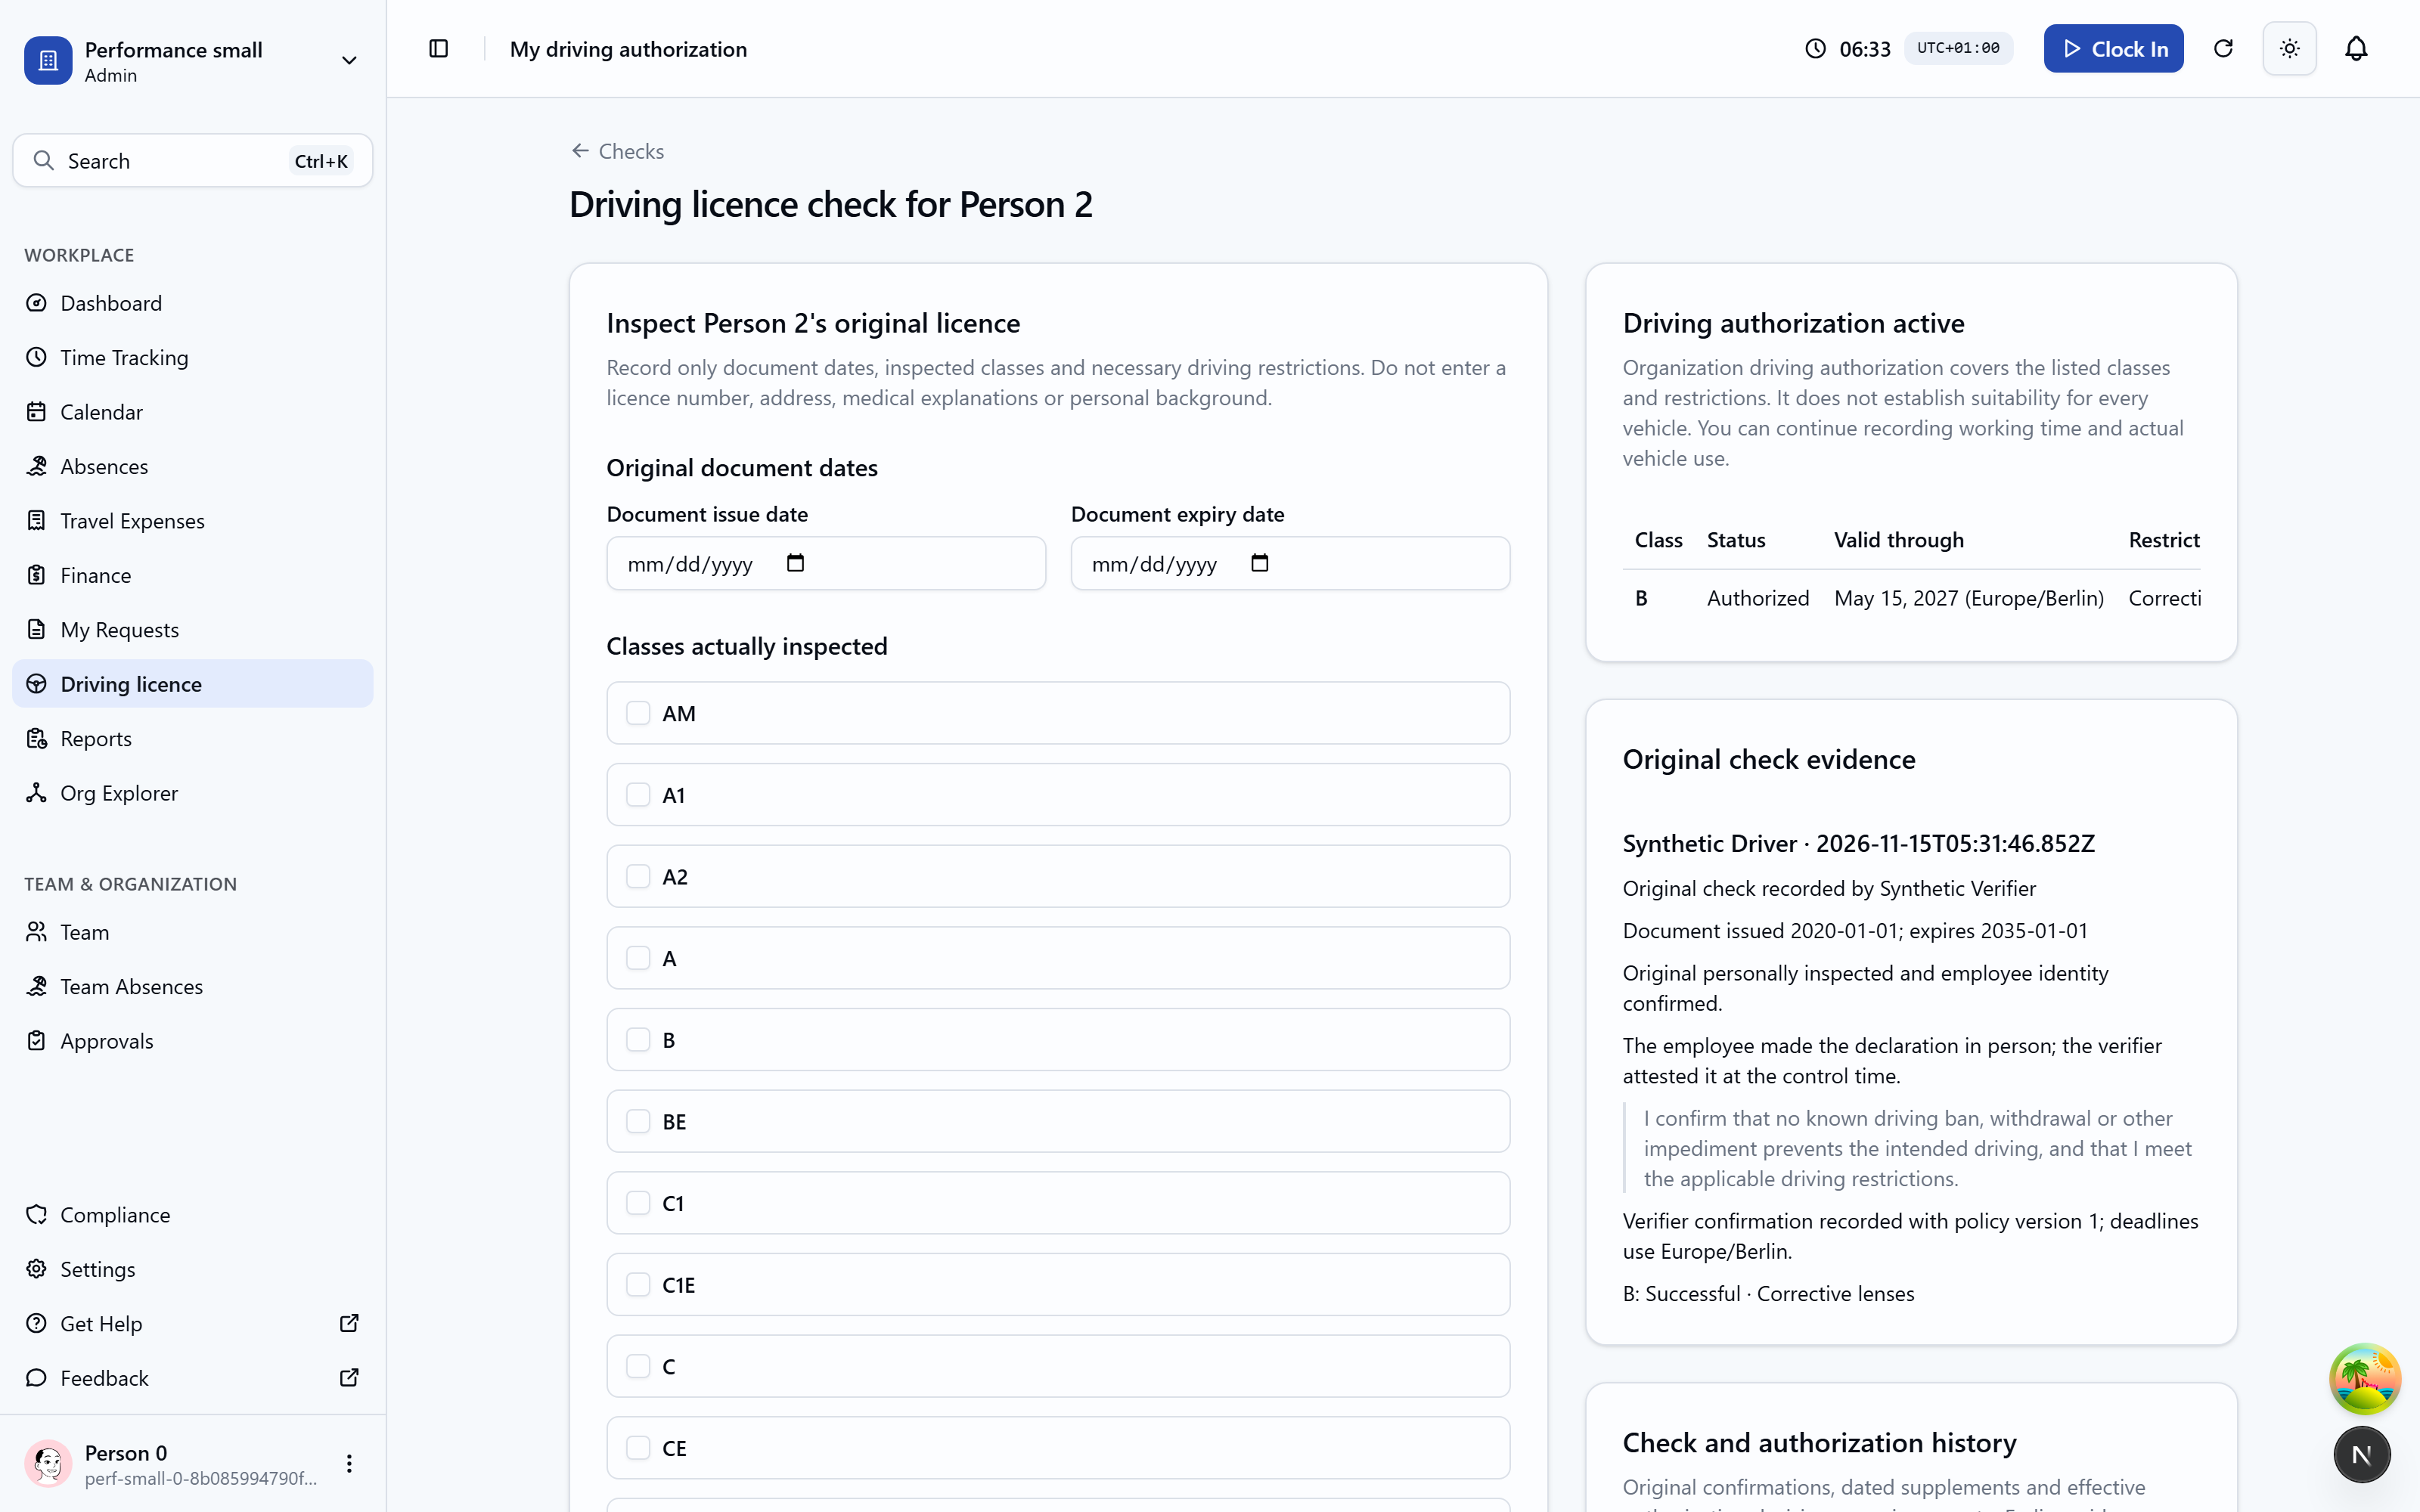 Performance small
Admin
Search
Ctrl+K
WORKPLACE
Dashboard
Time Tracking
Calendar
Absences
Travel Expenses
Finance
My Requests
Driving licence
Reports
Org Explorer
TEAM & ORGANIZATION
Team
Team Absences
Approvals
Compliance
Settings
Get Help
Feedback
Person 0
perf-small-0-8b085994790f...
My driving authorization
06:33
UTC+01:00
Clock In
Checks
Driving licence check for Person 2
Inspect Person 2's original licence
Record only document dates, inspected classes and necessary driving restrictions. Do not enter a
licence number, address, medical explanations or personal background.
Original document dates
Document issue date
Document expiry date
mm/dd/yyyy
mm/dd/yyyy
Classes actually inspected
AM
A1
A2
A
B
BE
C1
C1E
C
CE
Driving authorization active
Organization driving authorization covers the listed classes
and restrictions. It does not establish suitability for every
vehicle. You can continue recording working time and actual
vehicle use.
Class Status Valid through Restrict
B Authorized May 15, 2027 (Europe/Berlin) Correcti
Original check evidence
Synthetic Driver · 2026-11-15T05:31:46.852Z
Original check recorded by Synthetic Verifier
Document issued 2020-01-01; expires 2035-01-01
Original personally inspected and employee identity
confirmed.
The employee made the declaration in person; the verifier
attested it at the control time.
I confirm that no known driving ban, withdrawal or other
impediment prevents the intended driving, and that I meet
the applicable driving restrictions.
Verifier confirmation recorded with policy version 1; deadlines
use Europe/Berlin.
B: Successful · Corrective lenses
Check and authorization history
Original confirmations, dated supplements and effective
N